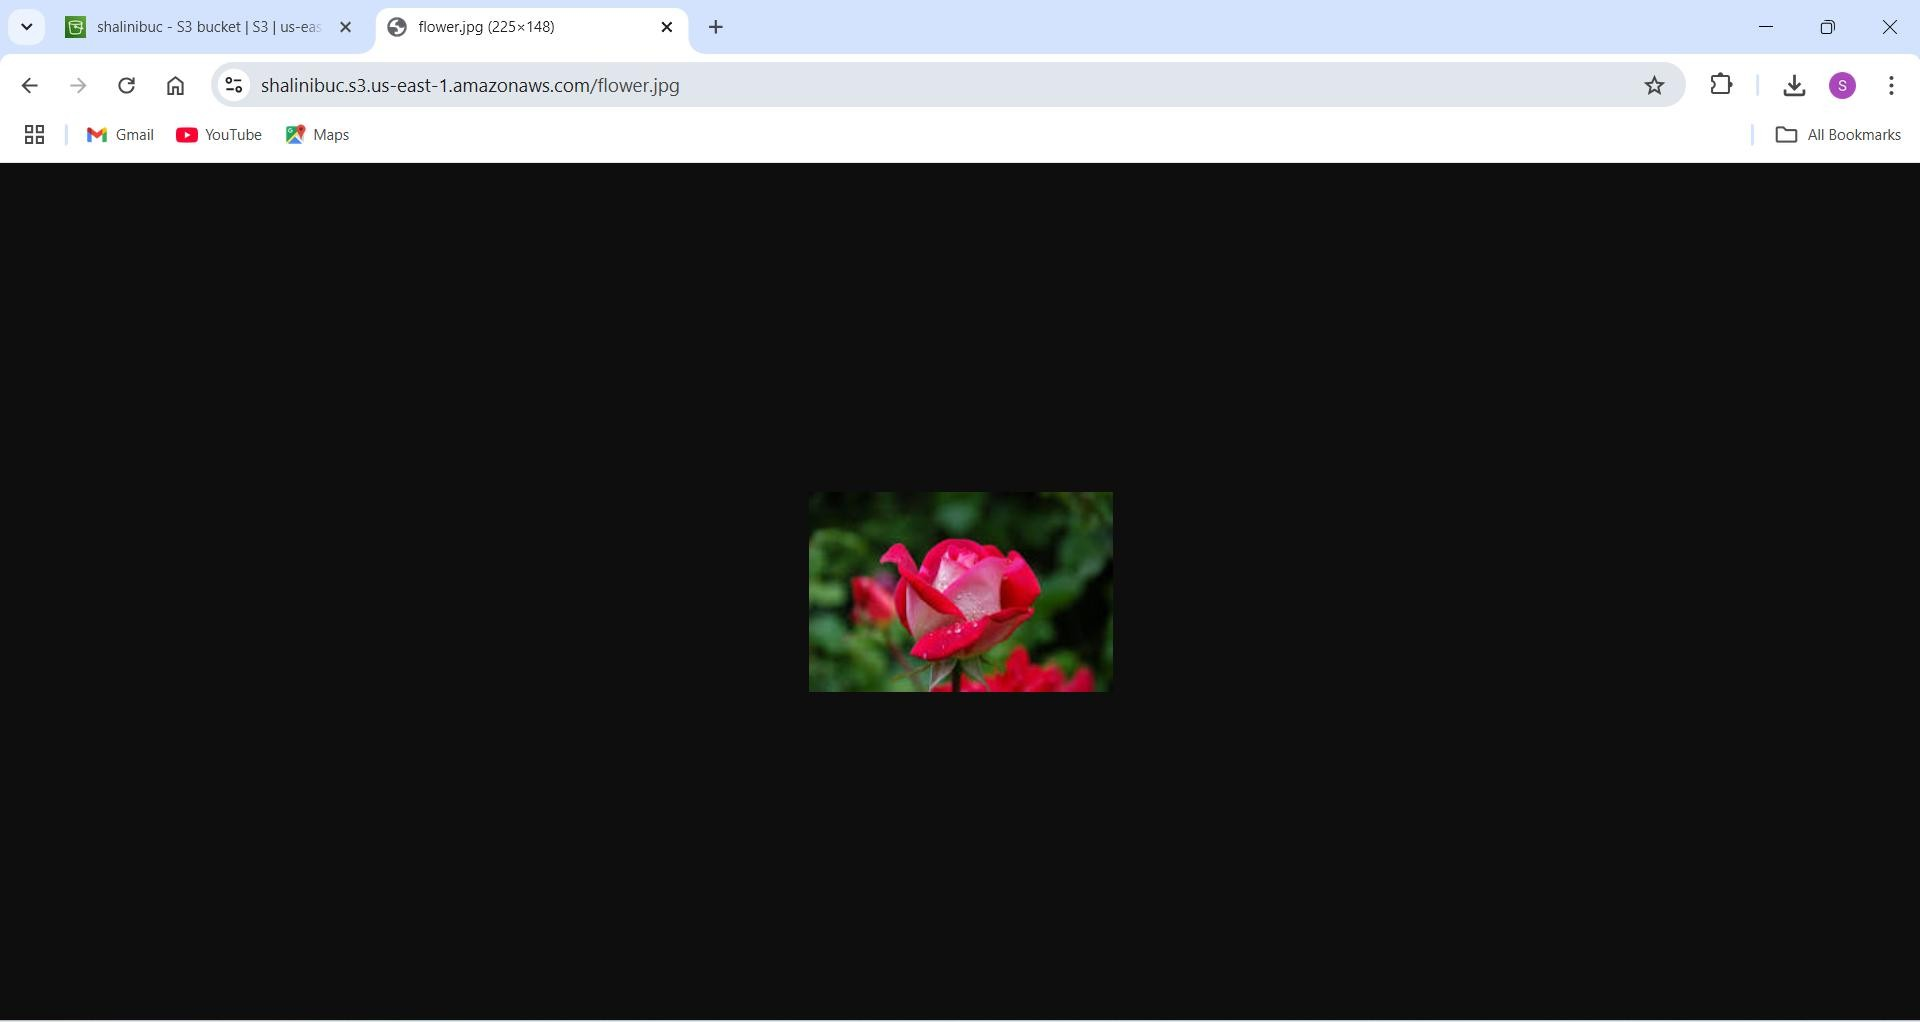 shalinibuc - S3 bucket | S3 | us-eas
flower.jpg (225×148)
shalinibuc.s3.us-east-1.amazonaws.com/flower.jpg
S
Gmail
YouTube
Maps
All Bookmarks